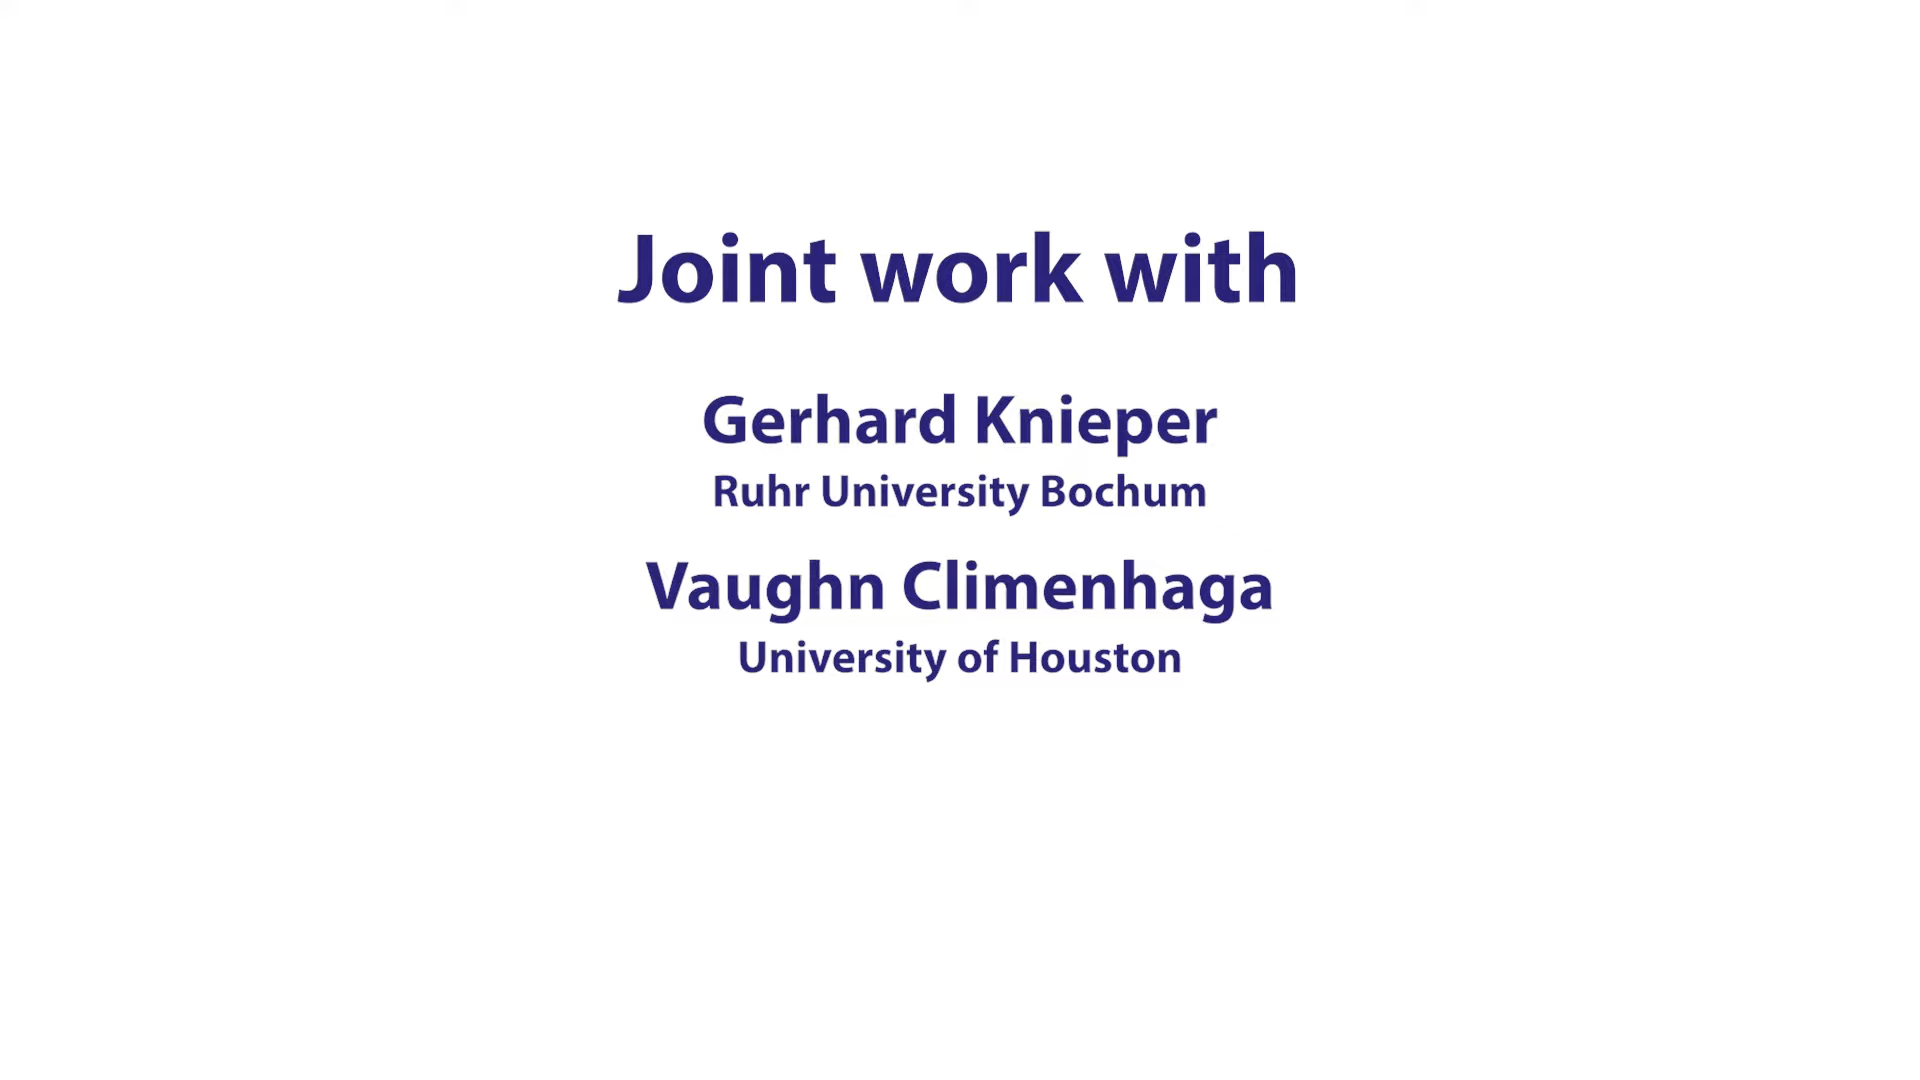 Joint work with
Gerhard Knieper
Ruhr University Bochum
Vaughn Climenhaga
University of Houston